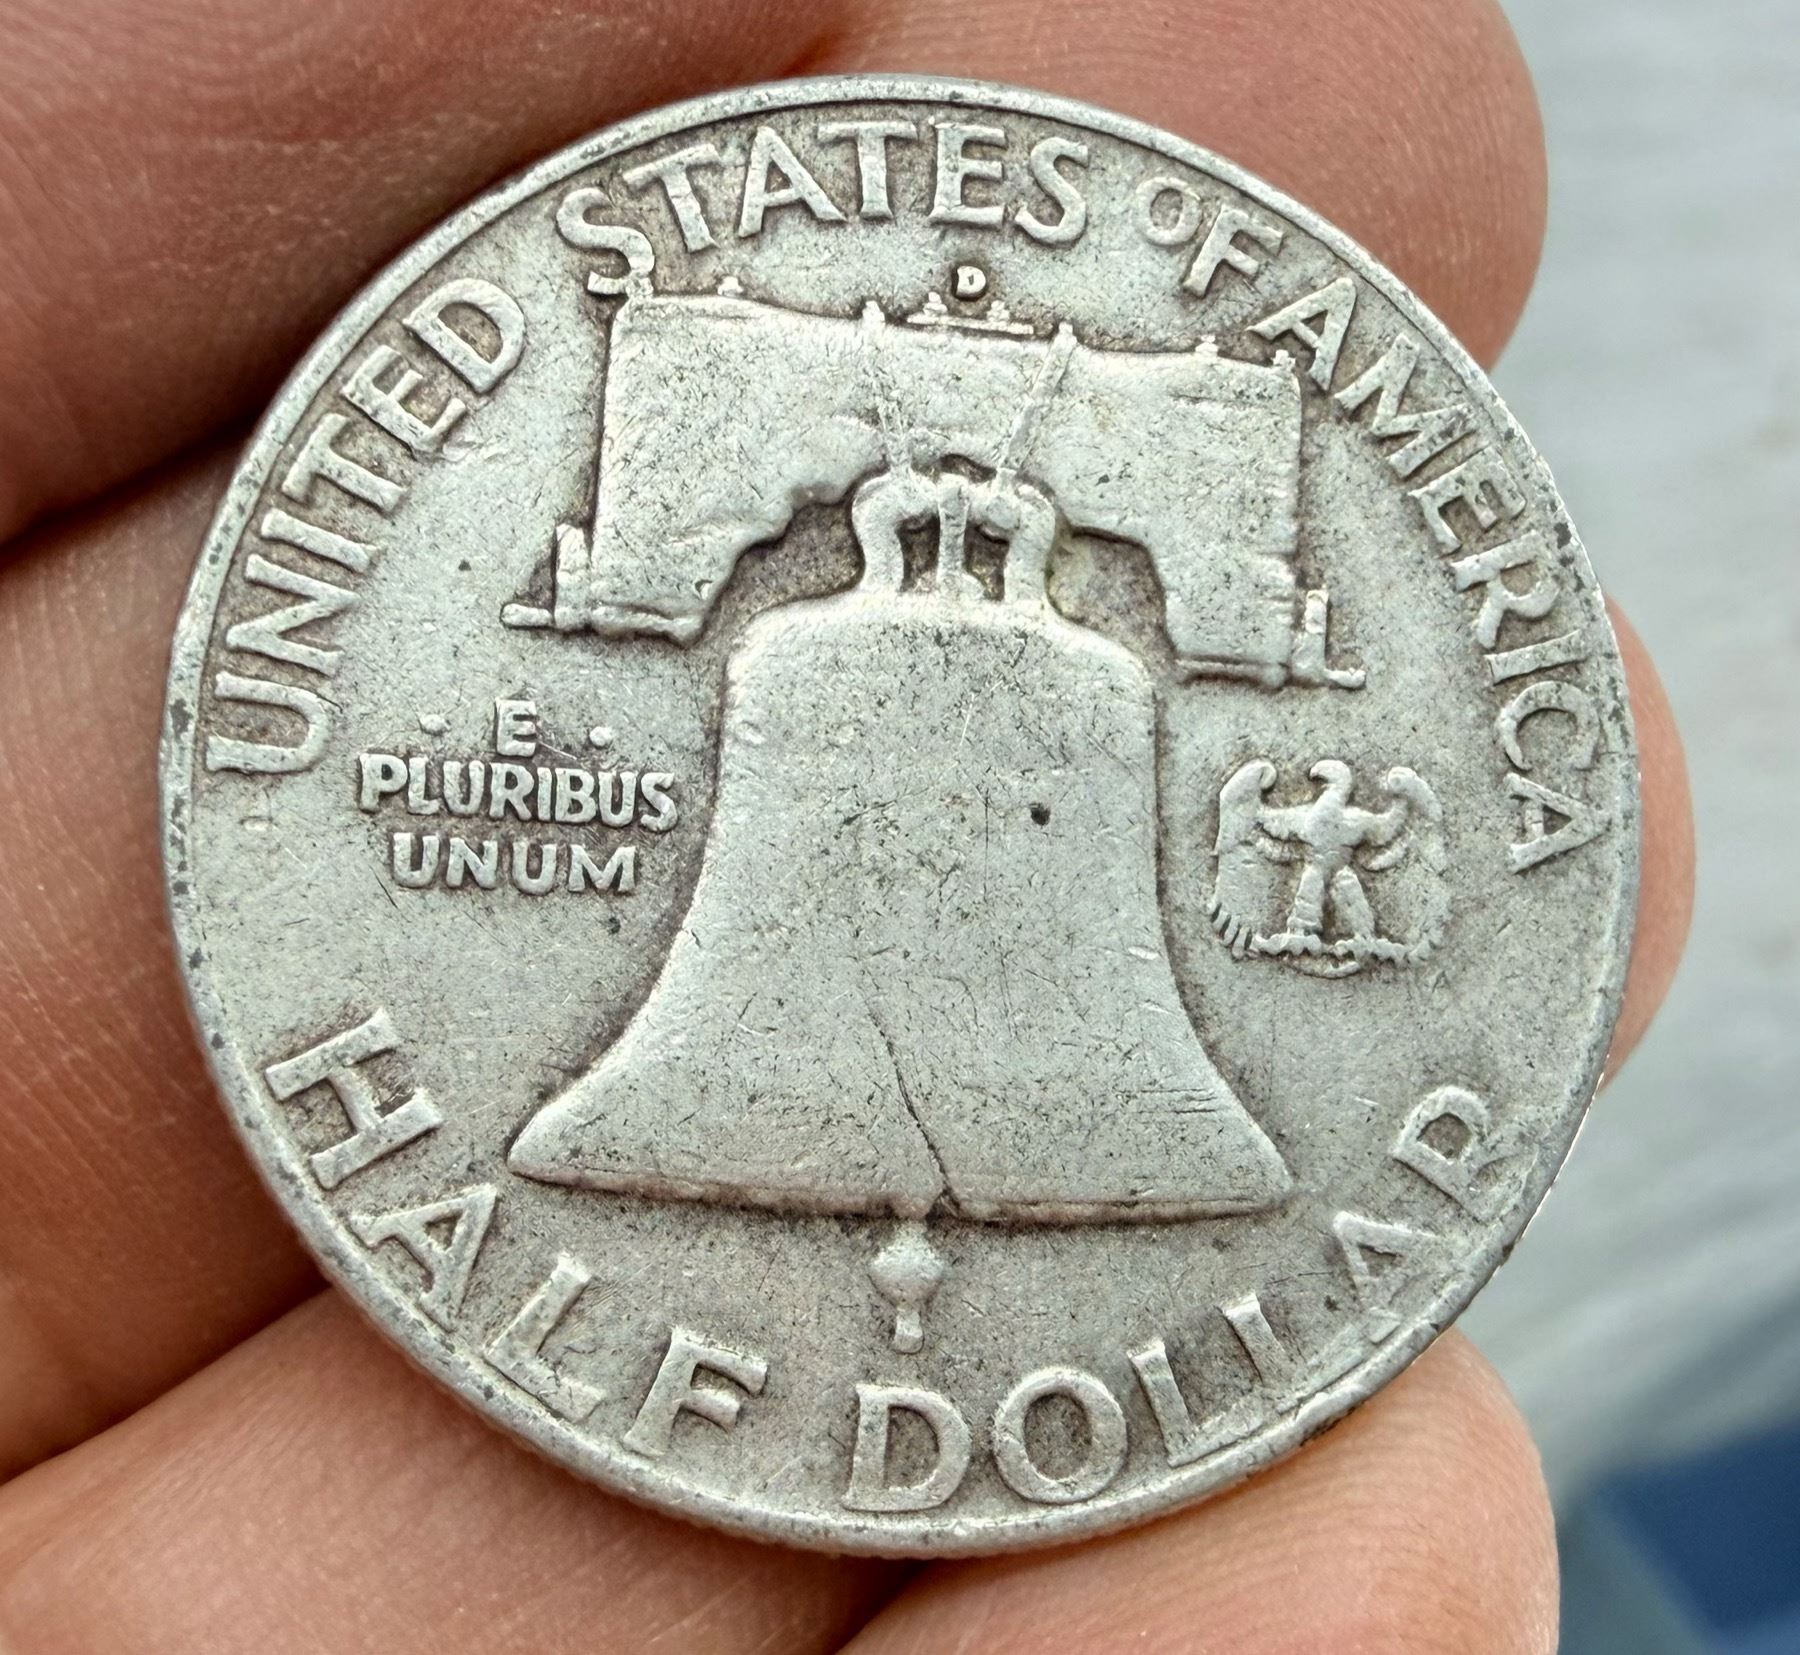 UNITED STATES OF AMERICA
D
· E ·
PLURIBUS
UNUM
HALF DOLLAR